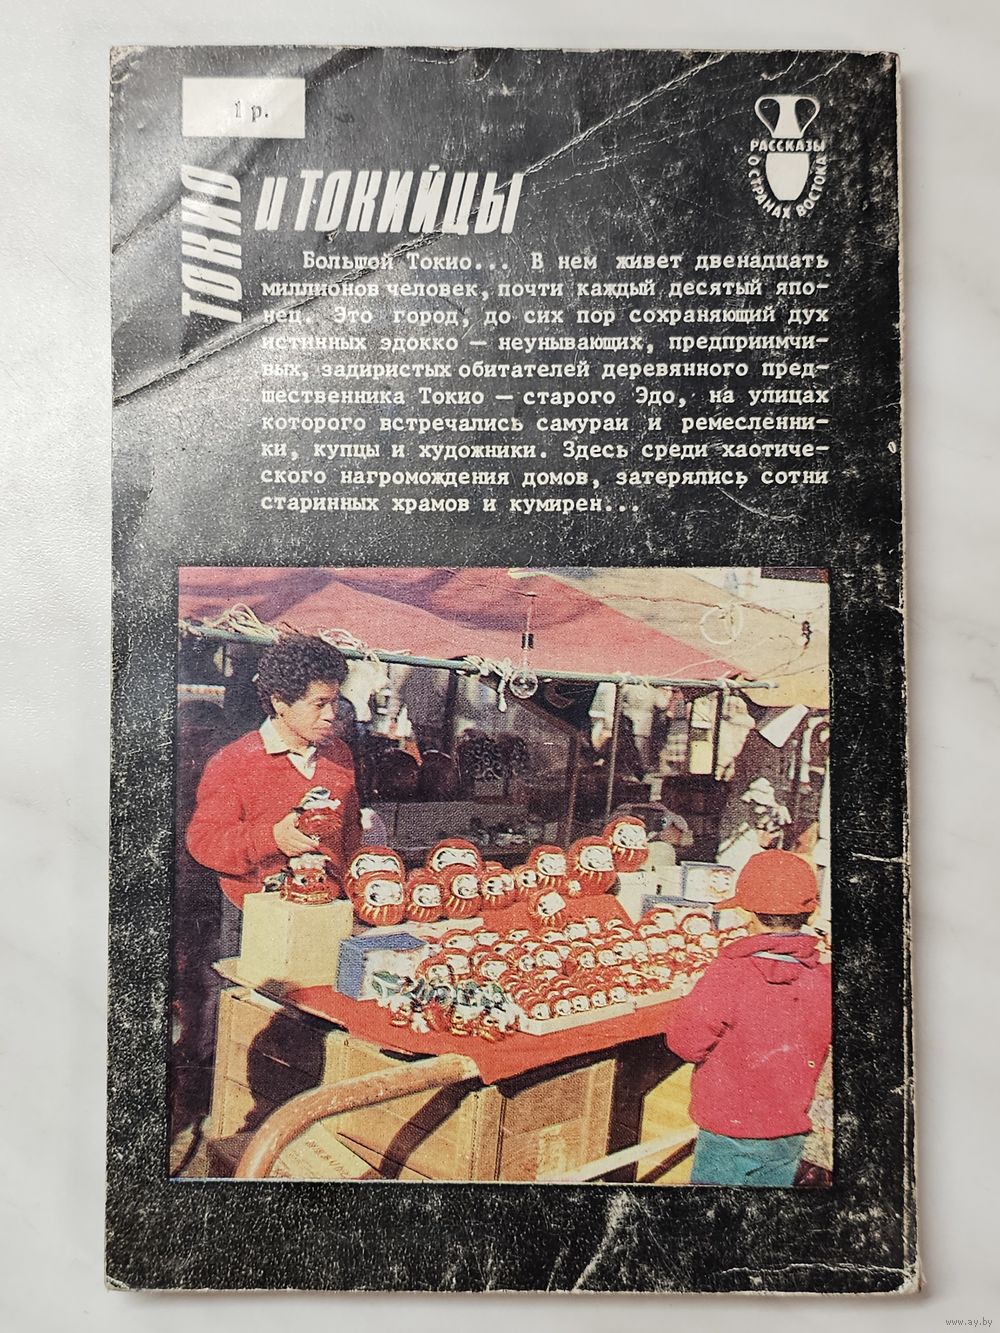 1 р.
РАССКАЗЫ
О СТРАНАХ ВОСТОКА
ТОКИО
и ТОКИЙЦЫ
Большой Токио... В нем живет двенадцать
миллионов человек, почти каждый десятый япо-
нец. Это город, до сих пор сохраняющий дух
истинных эдокко — неунывающих, предприимчи-
вых, задиристых обитателей деревянного пред-
шественника Токио — старого Эдо, на улицах
которого встречались самураи и ремесленни-
ки, купцы и художники. Здесь среди хаотиче-
ского нагромождения домов, затерялись сотни
старинных храмов и кумирен...
www.ay.by